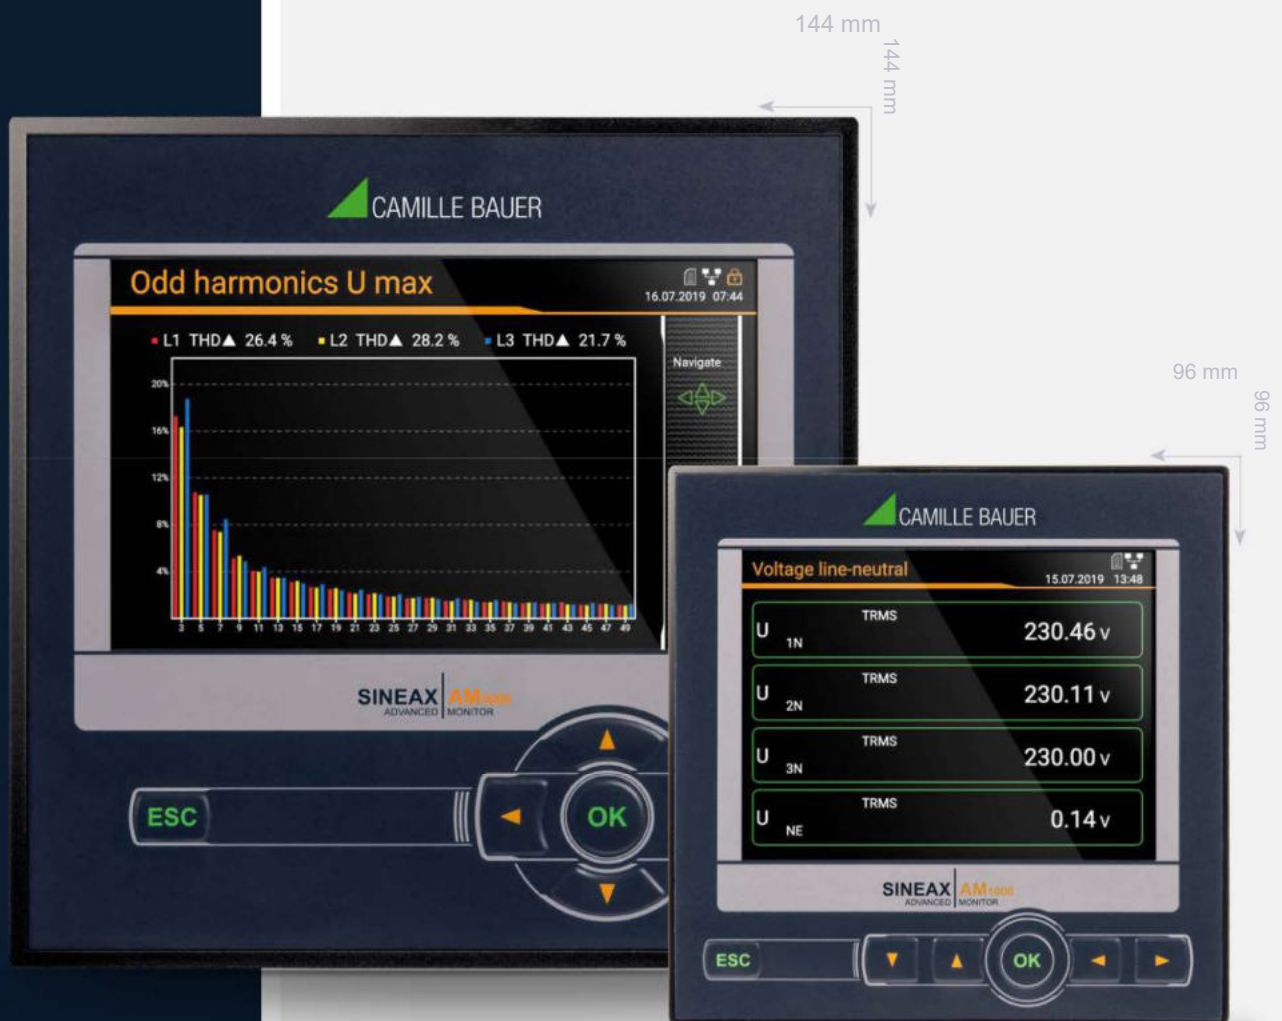 144 mm
144 mm
CAMILLE BAUER
Odd harmonics U max
16.07.2019 07:44
L1 THD▲ 26.4 % L2 THD▲ 28.2 % L3 THD▲ 21.7 %
Navigate
20%
16%
12%
8%
4%
3 5 7 9 11 13 15 17 19 21 23 25 27 29 31 33 35 37 39 41 43 45 47 49
SINEAX AM
ADVANCED MONITOR
ESC
OK
96 mm
96 mm
CAMILLE BAUER
Voltage line-neutral
15.07.2019 13:48
U 1N TRMS 230.46 V
U 2N TRMS 230.11 V
U 3N TRMS 230.00 V
U NE TRMS 0.14 V
SINEAX AM
ADVANCED MONITOR
ESC
OK